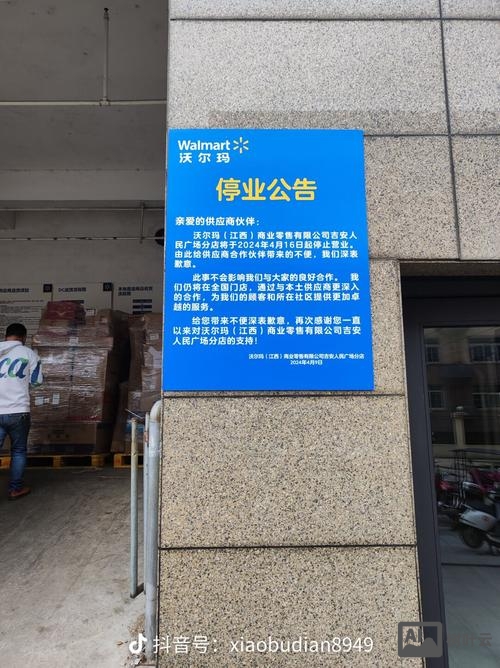 Walmart
沃尔玛
停业公告
亲爱的供应商伙伴：
沃尔玛（江西）商业零售有限公司吉安人
民广场分店将于2024年4月16日起停止营业。
由此给供应商合作伙伴带来的不便，我们深表
歉意。
此事不会影响我们与大家的良好合作。 我
们仍将在全国门店，通过与本土供应商更深入
的合作，为我们的顾客和所在社区提供更加卓
越的服务。
给您带来不便深表歉意，再次感谢您一直
以来对沃尔玛（江西）商业零售有限公司吉安
人民广场分店的支持！
沃尔玛（江西）商业零售有限公司吉安人民广场分店
2024年4月9日
抖音号：xiaobudian8949